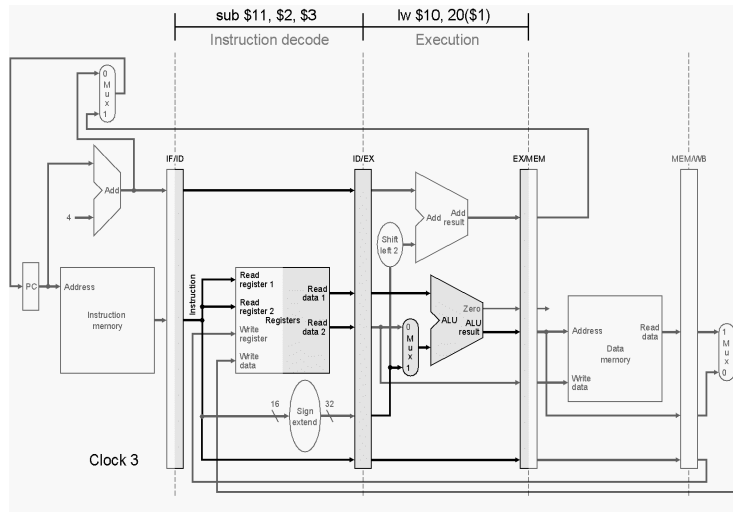 sub $11, $2, $3
lw $10, 20($1)
Instruction decode
Execution
0
M
u
x
1
IF/ID
ID/EX
EX/MEM
MEM/WB
Add
4
Add
Add
result
Shift
left 2
PC
Address
Instruction
memory
Instruction
Read
register 1
Read
register 2
Write
register
Write
data
Registers
Read
data 1
Read
data 2
0
M
u
x
1
Zero
ALU
ALU
result
Address
Write
data
Read
data
Data
memory
1
M
u
x
0
16
Sign
extend
32
Clock 3